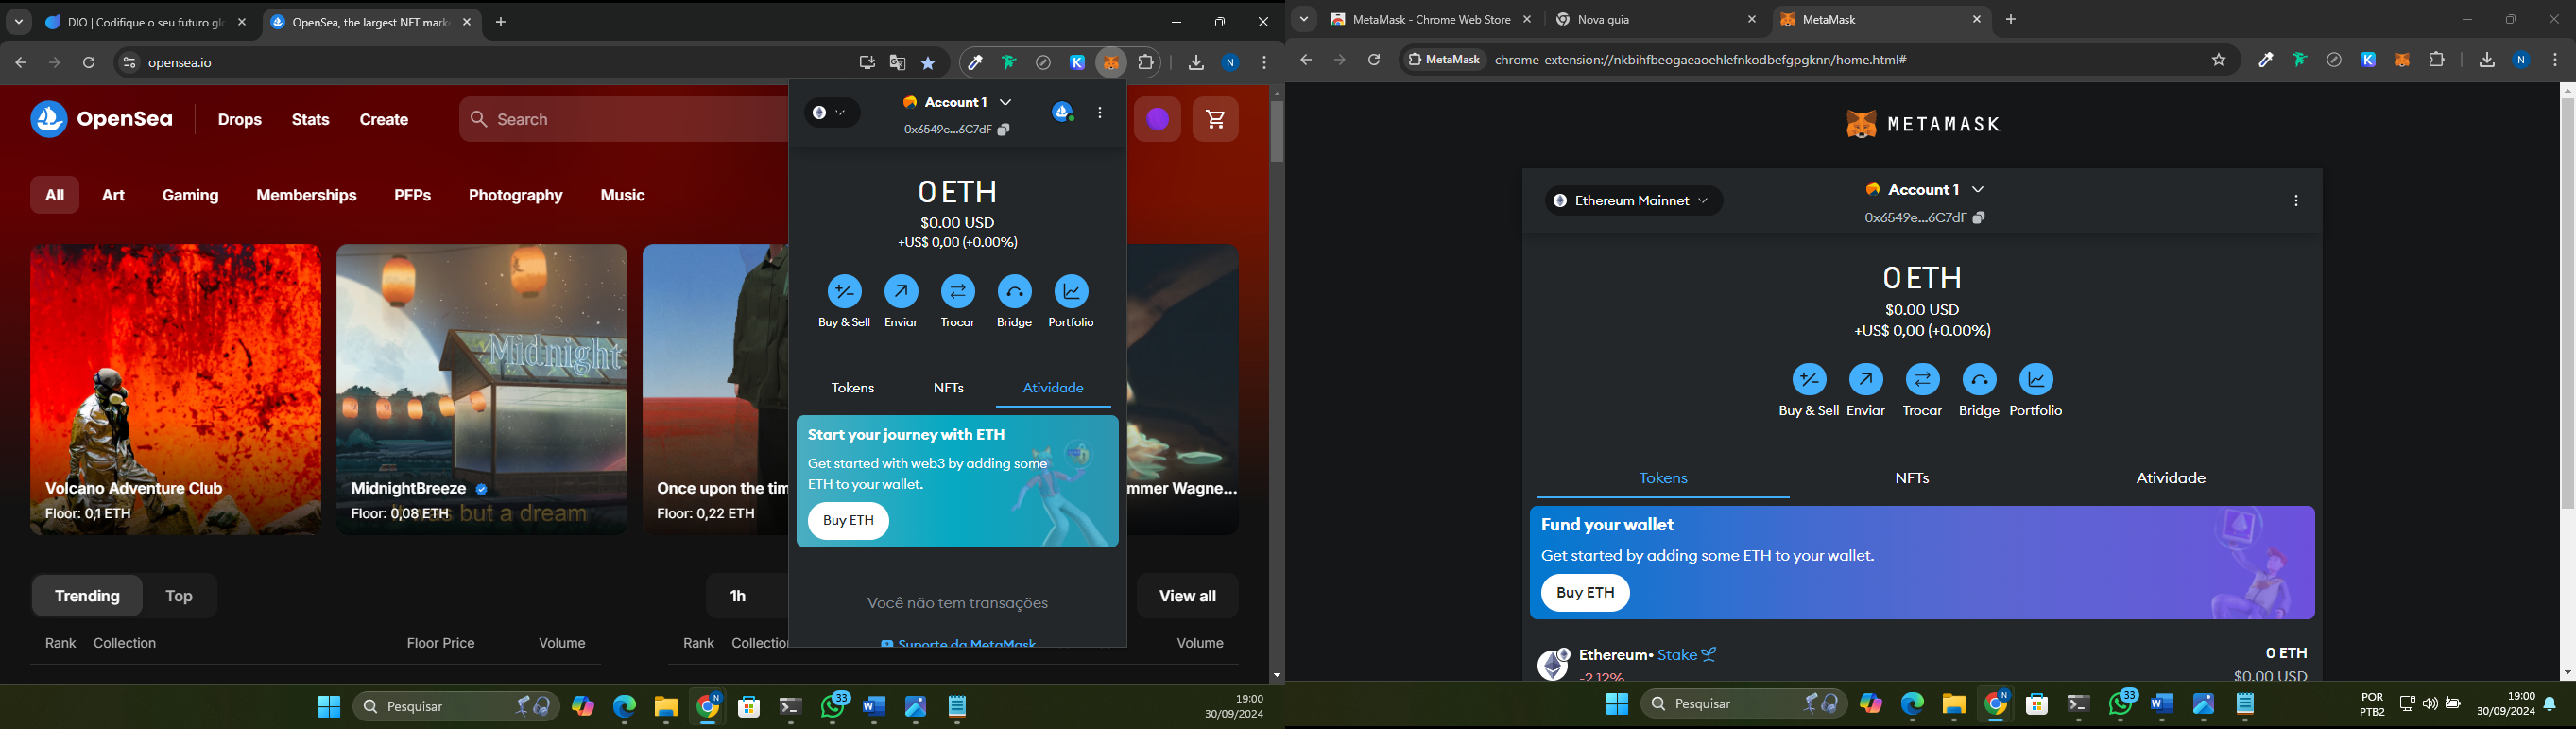 DIO | Codifique o seu futuro glo
OpenSea, the largest NFT mark
opensea.io
N
OpenSea
Drops
Stats
Create
Search
All
Art
Gaming
Memberships
PFPs
Photography
Music
Volcano Adventure Club
Floor: 0,1 ETH
Midnight
MidnightBreeze
Floor: 0,08 ETH
It was but a dream
Once upon the tim
Floor: 0,22 ETH
mmer Wagne...
Trending
Top
1h
View all
Rank
Collection
Floor Price
Volume
Rank
Collectio
Volume
Account 1
0x6549e...6C7dF
0 ETH
$0.00 USD
+US$ 0,00 (+0.00%)
Buy & Sell
Enviar
Trocar
Bridge
Portfolio
Tokens
NFTs
Atividade
Start your journey with ETH
Get started with web3 by adding some
ETH to your wallet.
Buy ETH
Você não tem transações
Suporte da MetaMask
Pesquisar
33
19:00
30/09/2024
MetaMask - Chrome Web Store
Nova guia
MetaMask
MetaMask
chrome-extension://nkbihfbeogaeaoehlefnkodbefgpgknn/home.html#
N
METAMASK
Ethereum Mainnet
Account 1
0x6549e...6C7dF
0 ETH
$0.00 USD
+US$ 0,00 (+0.00%)
Buy & Sell
Enviar
Trocar
Bridge
Portfolio
Tokens
NFTs
Atividade
Fund your wallet
Get started by adding some ETH to your wallet.
Buy ETH
Ethereum• Stake
0 ETH
-2.12%
$0.00 USD
Pesquisar
33
POR
PTB2
19:00
30/09/2024